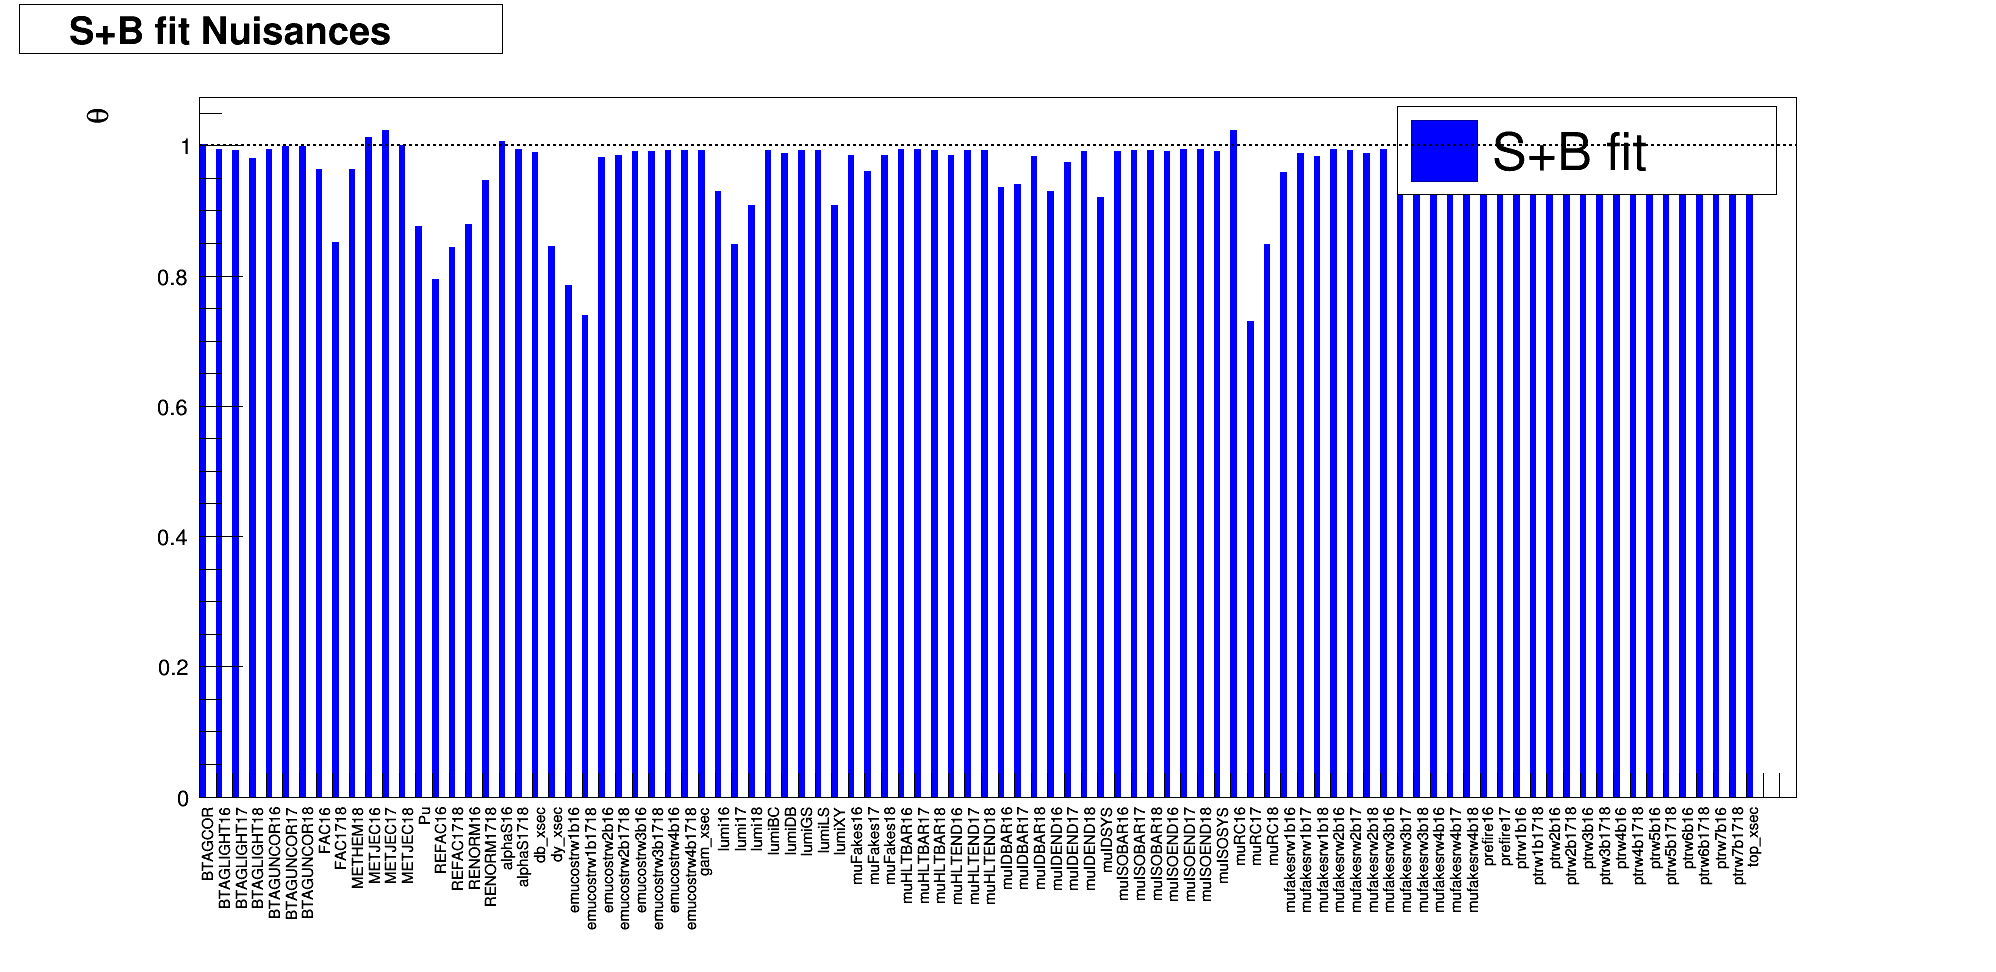 S+B fit Nuisances
θ
S+B fit
1
0.8
0.6
0.4
0.2
0
BTAGCOR
BTAGLIGHT16
BTAGLIGHT17
BTAGLIGHT18
BTAGUNCOR16
BTAGUNCOR17
BTAGUNCOR18
FAC16
FAC1718
METHEM18
METJEC16
METJEC17
METJEC18
Pu
REFAC16
REFAC1718
RENORM16
RENORM1718
alphaS16
alphaS1718
db_xsec
dy_xsec
emucostrw1b16
emucostrw1b1718
emucostrw2b16
emucostrw2b1718
emucostrw3b16
emucostrw3b1718
emucostrw4b16
emucostrw4b1718
gam_xsec
lumi16
lumi17
lumi18
lumiBC
lumiDB
lumiGS
lumiLS
lumiXY
muFakes16
muFakes17
muFakes18
muHLTBAR16
muHLTBAR17
muHLTBAR18
muHLTEND16
muHLTEND17
muHLTEND18
muIDBAR16
muIDBAR17
muIDBAR18
muIDEND16
muIDEND17
muIDEND18
muIDSYS
muISOBAR16
muISOBAR17
muISOBAR18
muISOEND16
muISOEND17
muISOEND18
muISOSYS
muRC16
muRC17
muRC18
mufakesrw1b16
mufakesrw1b17
mufakesrw1b18
mufakesrw2b16
mufakesrw2b17
mufakesrw2b18
mufakesrw3b16
mufakesrw3b17
mufakesrw3b18
mufakesrw4b16
mufakesrw4b17
mufakesrw4b18
prefire16
prefire17
ptrw1b16
ptrw1b1718
ptrw2b16
ptrw2b1718
ptrw3b16
ptrw3b1718
ptrw4b16
ptrw4b1718
ptrw5b16
ptrw5b1718
ptrw6b16
ptrw6b1718
ptrw7b16
ptrw7b1718
top_xsec